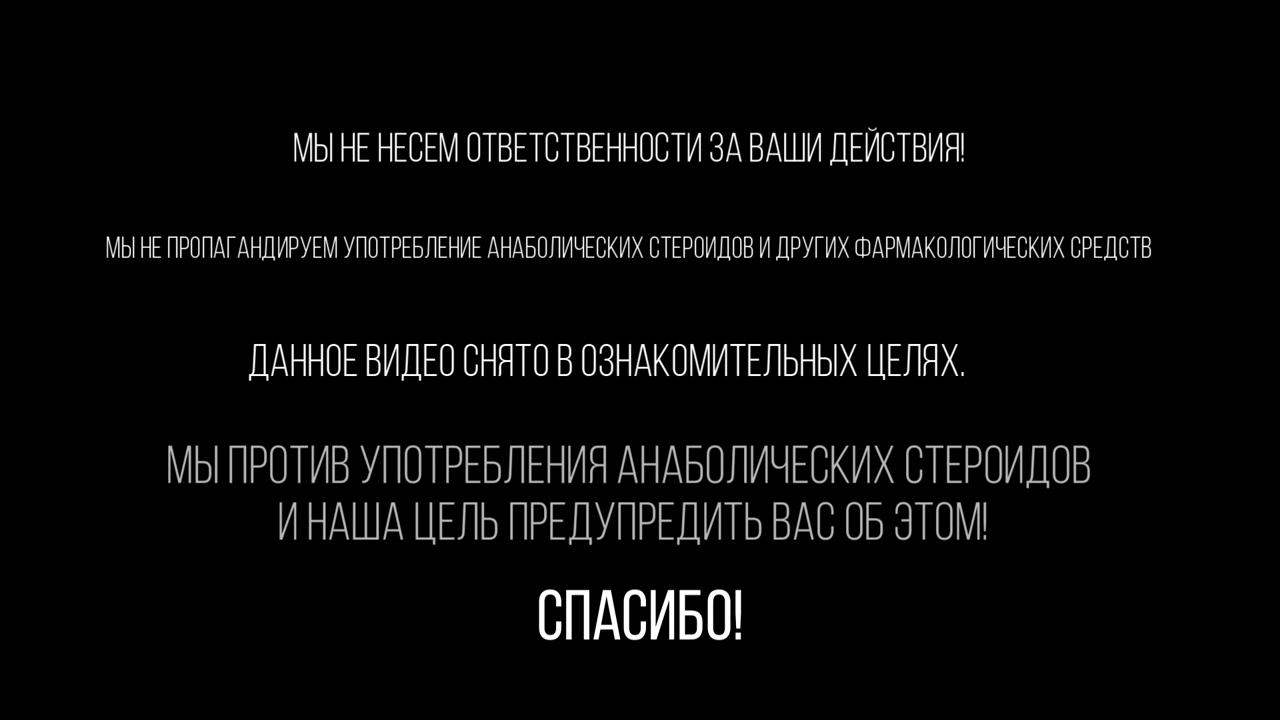 МЫ НЕ НЕСЕМ ОТВЕТСТВЕННОСТИ ЗА ВАШИ ДЕЙСТВИЯ!
МЫ НЕ ПРОПАГАНДИРУЕМ УПОТРЕБЛЕНИЕ АНАБОЛИЧЕСКИХ СТЕРОИДОВ И ДРУГИХ ФАРМАКОЛОГИЧЕСКИХ СРЕДСТВ
ДАННОЕ ВИДЕО СНЯТО В ОЗНАКОМИТЕЛЬНЫХ ЦЕЛЯХ.
МЫ ПРОТИВ УПОТРЕБЛЕНИЯ АНАБОЛИЧЕСКИХ СТЕРОИДОВ
И НАША ЦЕЛЬ ПРЕДУПРЕДИТЬ ВАС ОБ ЭТОМ!
СПАСИБО!